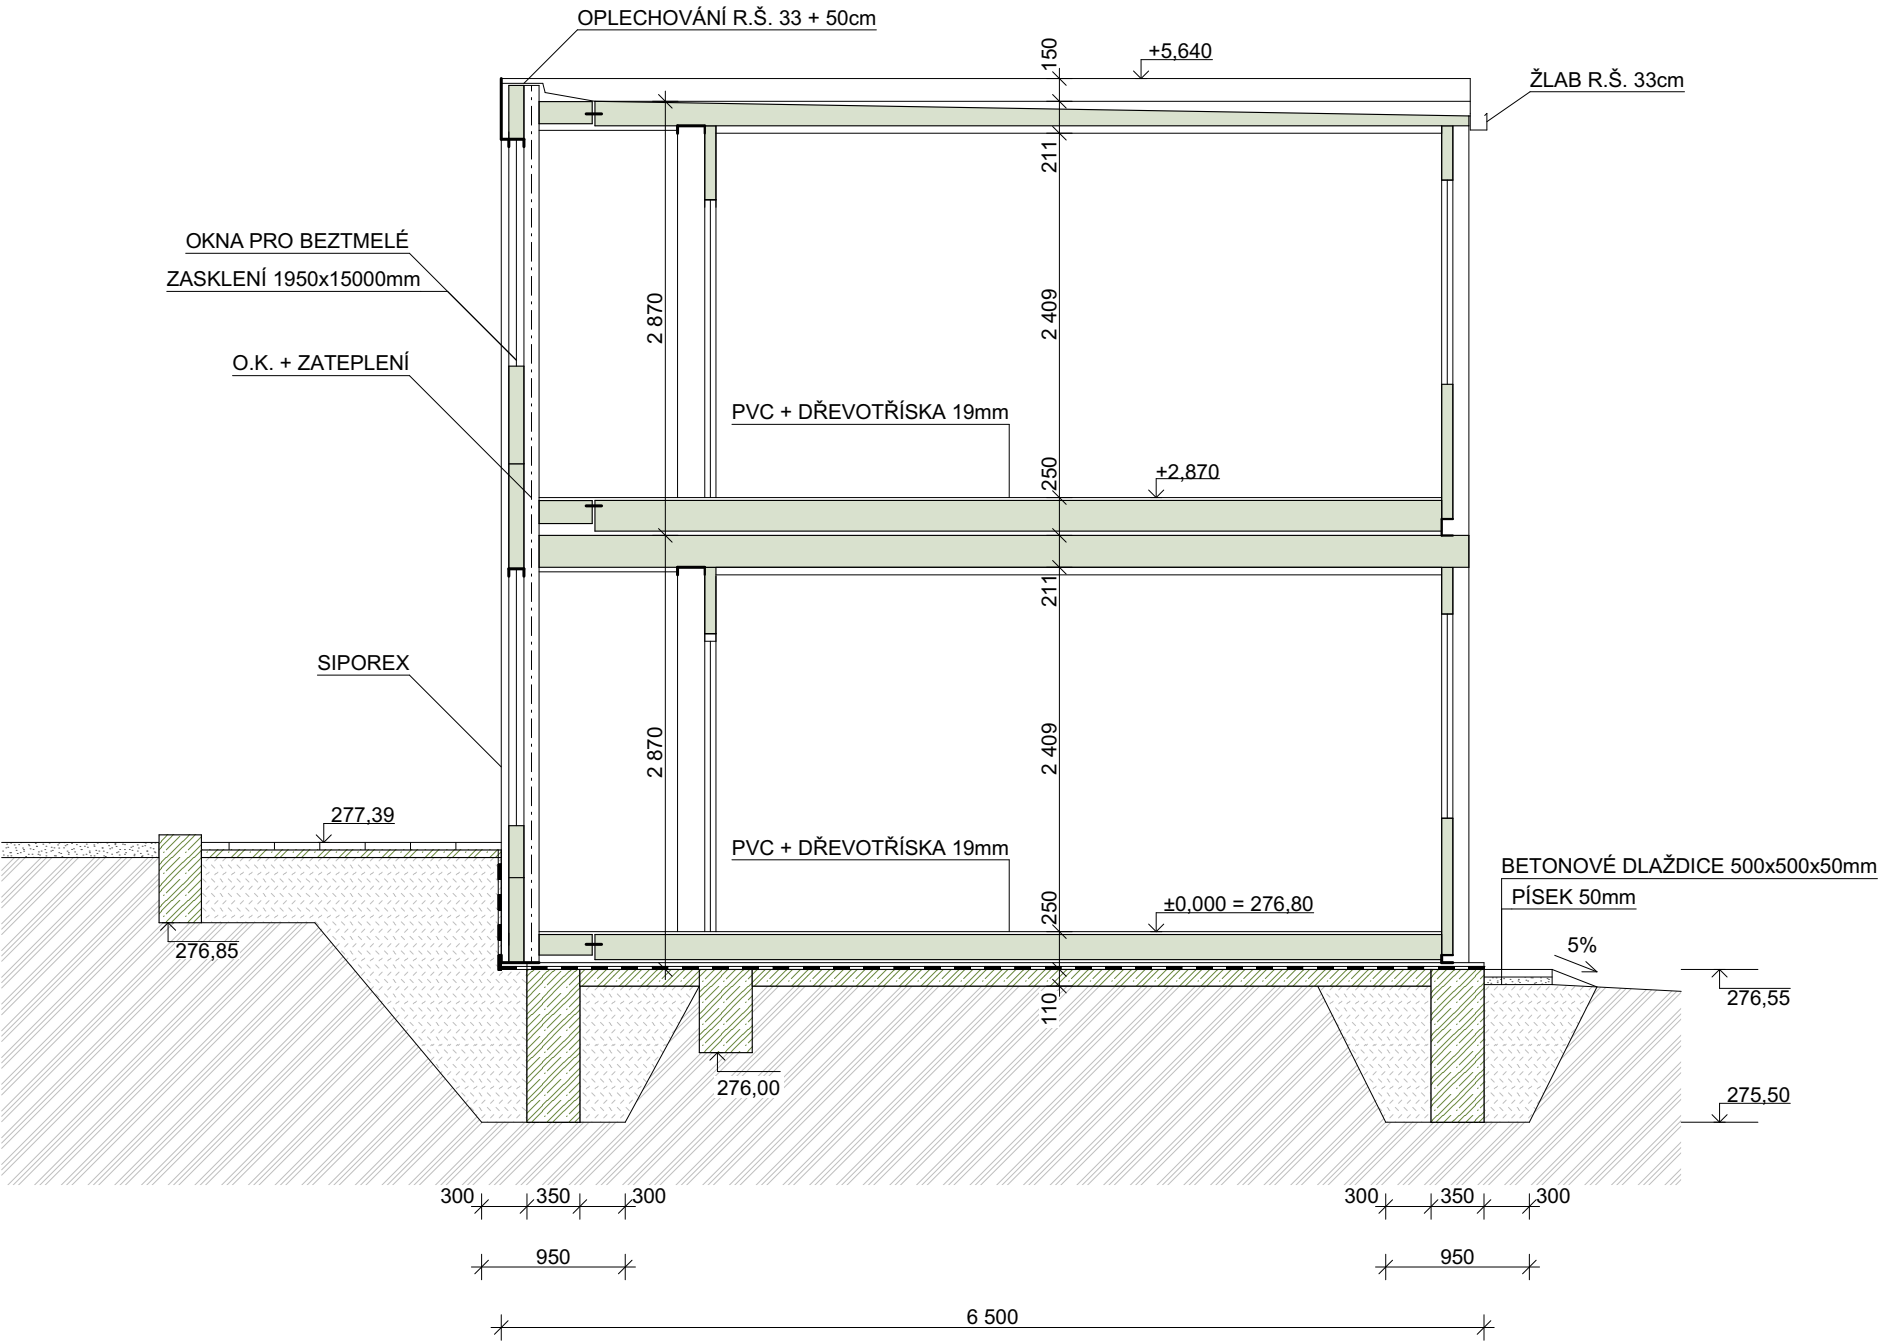 OPLECHOVÁNÍ R.Š. 33 + 50cm
150
+5,640
ŽLAB R.Š. 33cm
211
OKNA PRO BEZTMELÉ
ZASKLENÍ 1950x15000mm
2 870
2 409
O.K. + ZATEPLENÍ
PVC + DŘEVOTŘÍSKA 19mm
250
+2,870
211
SIPOREX
2 870
2 409
277,39
PVC + DŘEVOTŘÍSKA 19mm
BETONOVÉ DLAŽDICE 500x500x50mm
PÍSEK 50mm
250
±0,000 = 276,80
276,85
5%
110
276,55
276,00
275,50
300 350 300
300 350 300
950
950
6 500